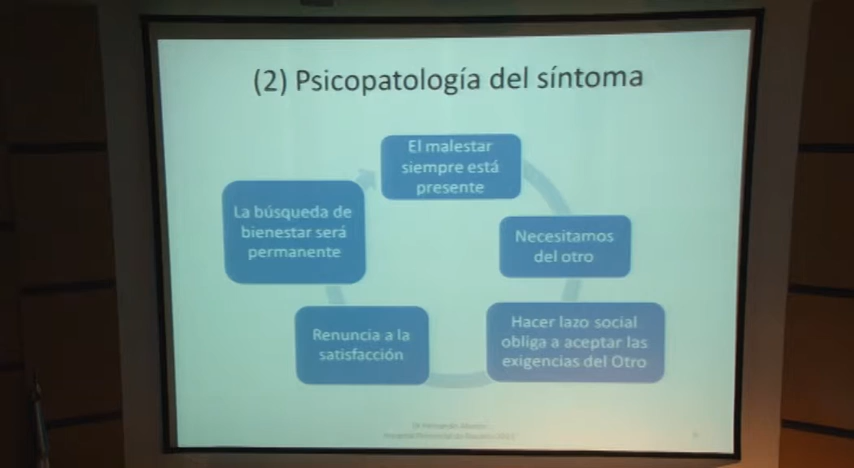 (2) Psicopatología del síntoma
El malestar
siempre está
presente
Necesitamos
del otro
Hacer lazo social
obliga a aceptar las
exigencias del Otro
Renuncia a la
satisfacción
La búsqueda de
bienestar será
permanente